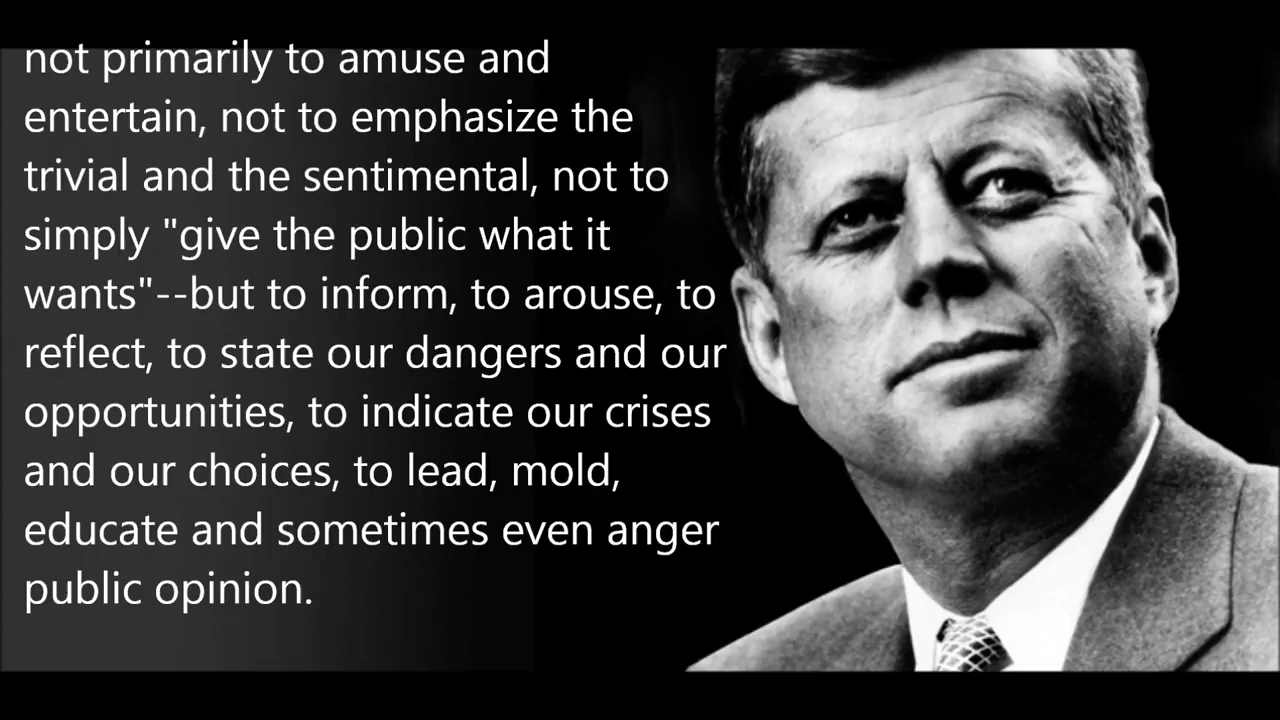 not primarily to amuse and
entertain, not to emphasize the
trivial and the sentimental, not to
simply "give the public what it
wants"--but to inform, to arouse, to
reflect, to state our dangers and our
opportunities, to indicate our crises
and our choices, to lead, mold,
educate and sometimes even anger
public opinion.